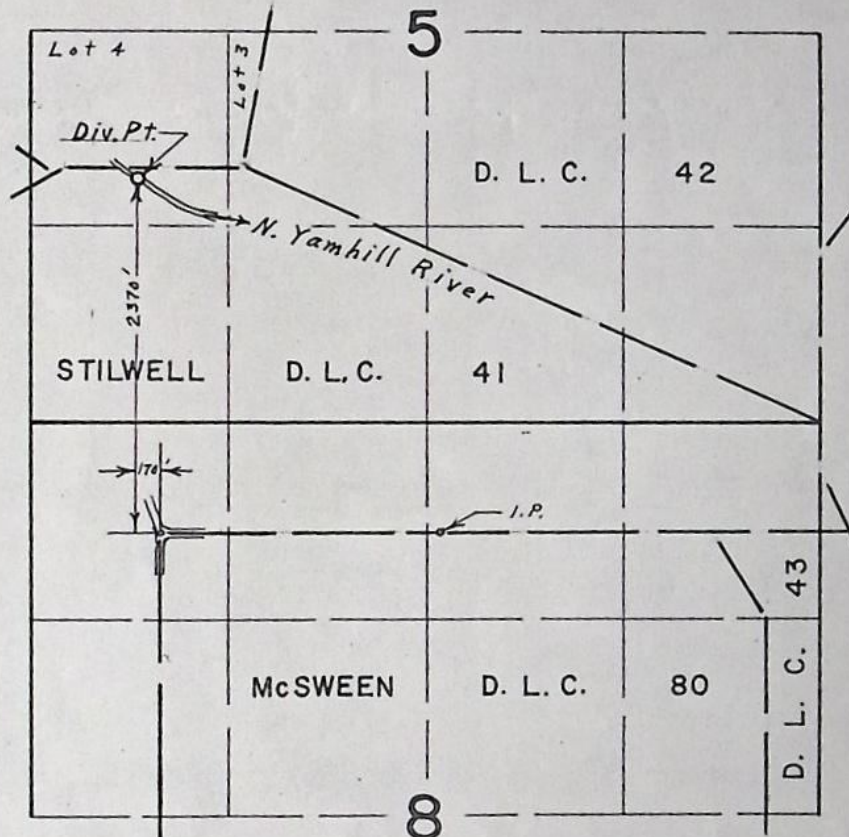 5
Lot 4
Lot 3
Div. Pt.
D. L. C. 42
N. Yamhill River
2370'
STILWELL D. L. C. 41
170'
I.P.
43
McSWEEN D. L. C. 80
D. L. C.
8